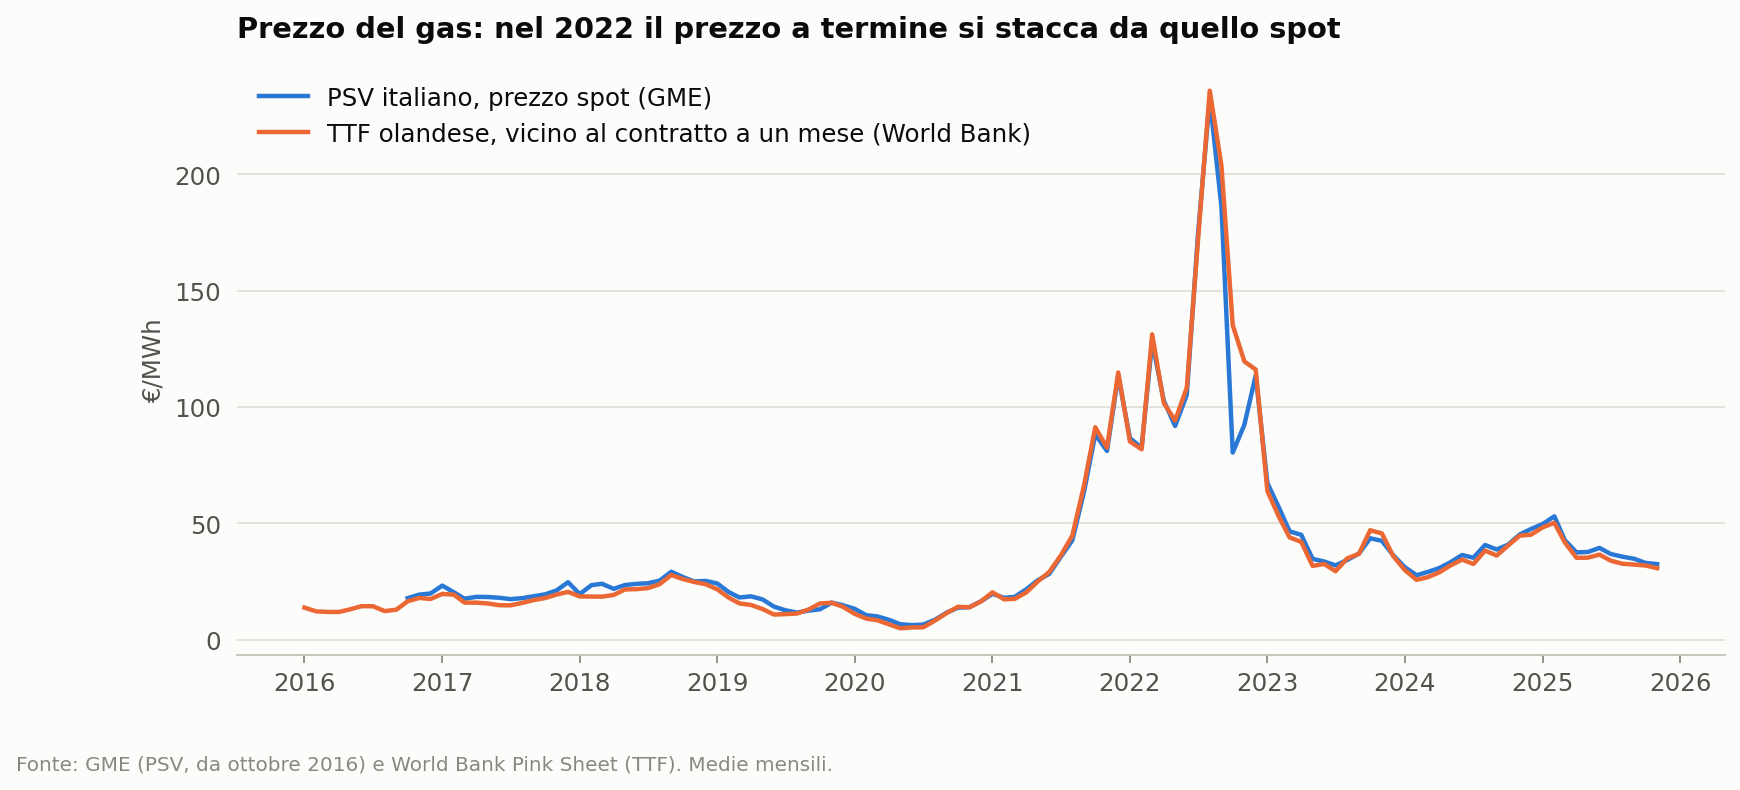 Prezzo del gas: nel 2022 il prezzo a termine si stacca da quello spot
PSV italiano, prezzo spot (GME)
TTF olandese, vicino al contratto a un mese (World Bank)
€/MWh
200
150
100
50
0
2016 2017 2018 2019 2020 2021 2022 2023 2024 2025 2026
Fonte: GME (PSV, da ottobre 2016) e World Bank Pink Sheet (TTF). Medie mensili.